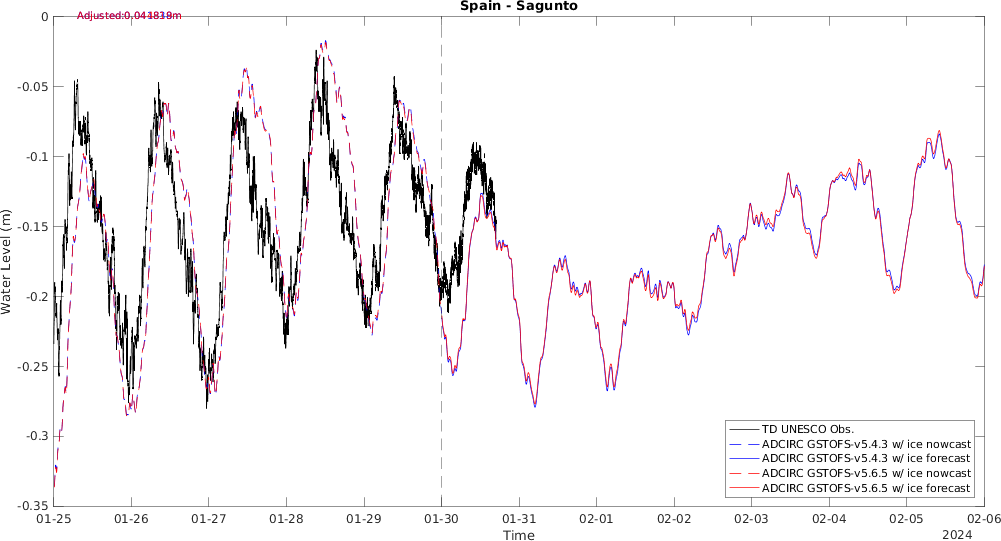 Spain - Sagunto
0
-0.05
-0.1
-0.15
-0.2
-0.25
-0.3
-0.35
Water Level (m)
TD UNESCO Obs.
ADCIRC GSTOFS-v5.4.3 w/ ice nowcast
ADCIRC GSTOFS-v5.4.3 w/ ice forecast
ADCIRC GSTOFS-v5.6.5 w/ ice nowcast
ADCIRC GSTOFS-v5.6.5 w/ ice forecast
01-25 01-26 01-27 01-28 01-29 01-30 01-31 02-01 02-02 02-03 02-04 02-05 02-06
Time
2024